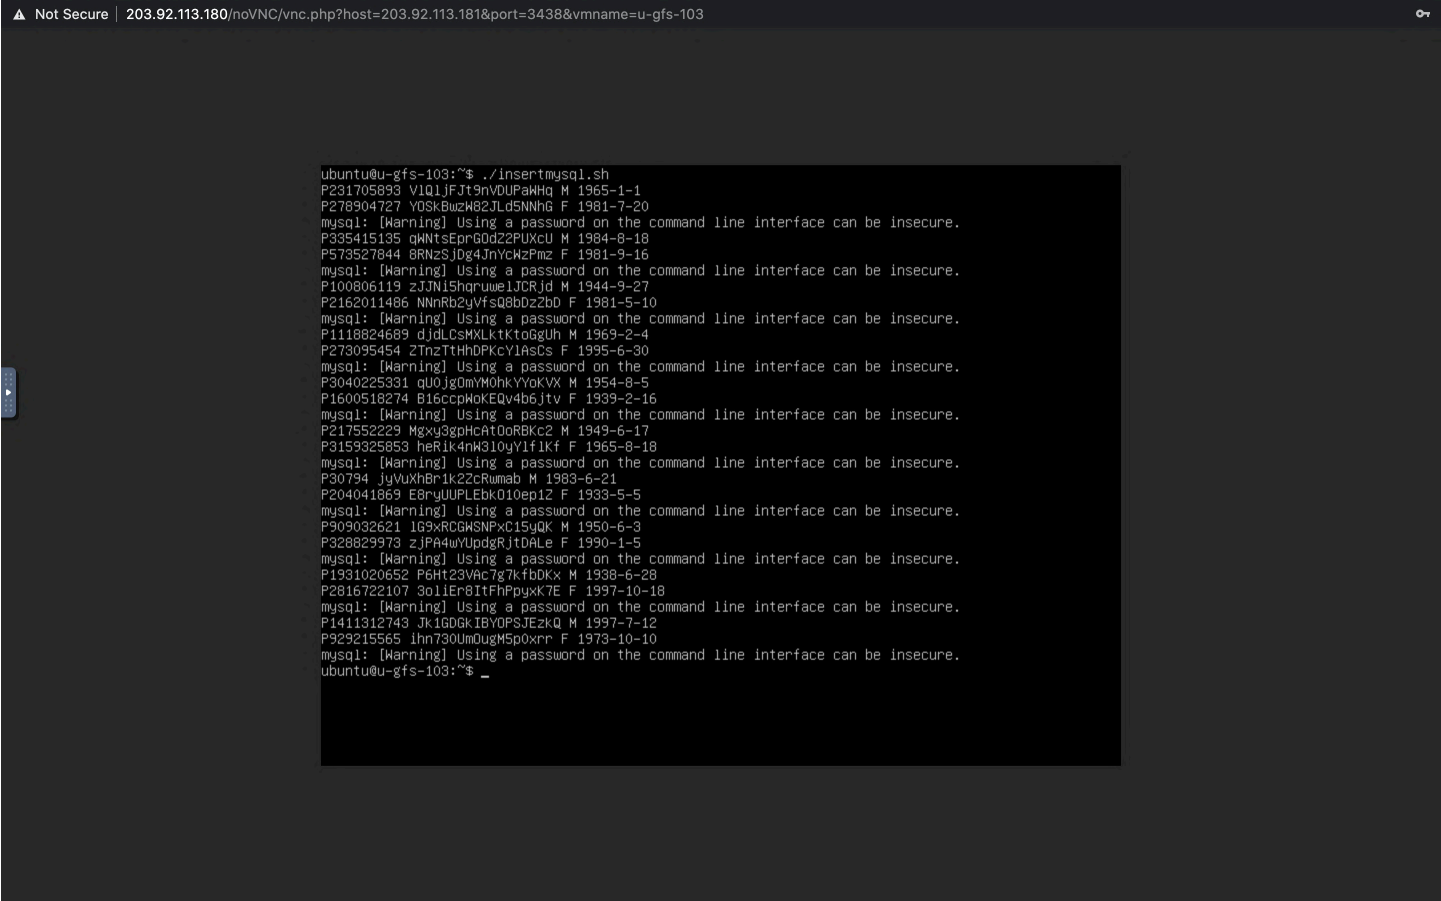 Not Secure | 203.92.113.180/noVNC/vnc.php?host=203.92.113.181&port=3438&vmname=u-gfs-103
ubuntu@u-gfs-103:~$ ./insertmysql.sh
P231705893 VlQljFJt9nVDUPaWHq M 1965-1-1
P278904727 YOSkBwzW82JLd5NNhG F 1981-7-20
mysql: [Warning] Using a password on the command line interface can be insecure.
P335415135 qWNtsEprGOdZ2PUXcU M 1984-8-18
P573527844 8RNzSjDg4JnYcWzPmz F 1981-9-16
mysql: [Warning] Using a password on the command line interface can be insecure.
P100806119 zJJNi5hqruwelJCRjd M 1944-9-27
P2162011486 NNnRb2yVfsQ8bDzZbD F 1981-5-10
mysql: [Warning] Using a password on the command line interface can be insecure.
P1118824689 djdLCsMXLktKtoGgUh M 1969-2-4
P273095454 ZTnzTtHhDPKcYlAsCs F 1995-6-30
mysql: [Warning] Using a password on the command line interface can be insecure.
P3040225331 qU0jgOmYM0hkYYoKVX M 1954-8-5
P1600518274 B16ccpWoKEQv4b6jtv F 1939-2-16
mysql: [Warning] Using a password on the command line interface can be insecure.
P217552229 Mgxy3gpHcAtOoRBKc2 M 1949-6-17
P3159325853 heRik4nW3l0yYlflKf F 1965-8-18
mysql: [Warning] Using a password on the command line interface can be insecure.
P30794 jyVuXhBr1k2ZcRwmab M 1983-6-21
P204041869 E8ryUUPLEbkO10ep1Z F 1933-5-5
mysql: [Warning] Using a password on the command line interface can be insecure.
P909032621 lG9xRCGWSNPxC15yQK M 1950-6-3
P328829973 zjPA4wYUpdgRjtDALe F 1990-1-5
mysql: [Warning] Using a password on the command line interface can be insecure.
P1931020652 P6Ht23VAc7g7kfbDKx M 1938-6-28
P2816722107 3oliEr8ItFhPpyxK7E F 1997-10-18
mysql: [Warning] Using a password on the command line interface can be insecure.
P1411312743 Jk1GDGkIBYOPSJEzkQ M 1997-7-12
P929215565 ihn730UmOugM5p0xrr F 1973-10-10
mysql: [Warning] Using a password on the command line interface can be insecure.
ubuntu@u-gfs-103:~$ _